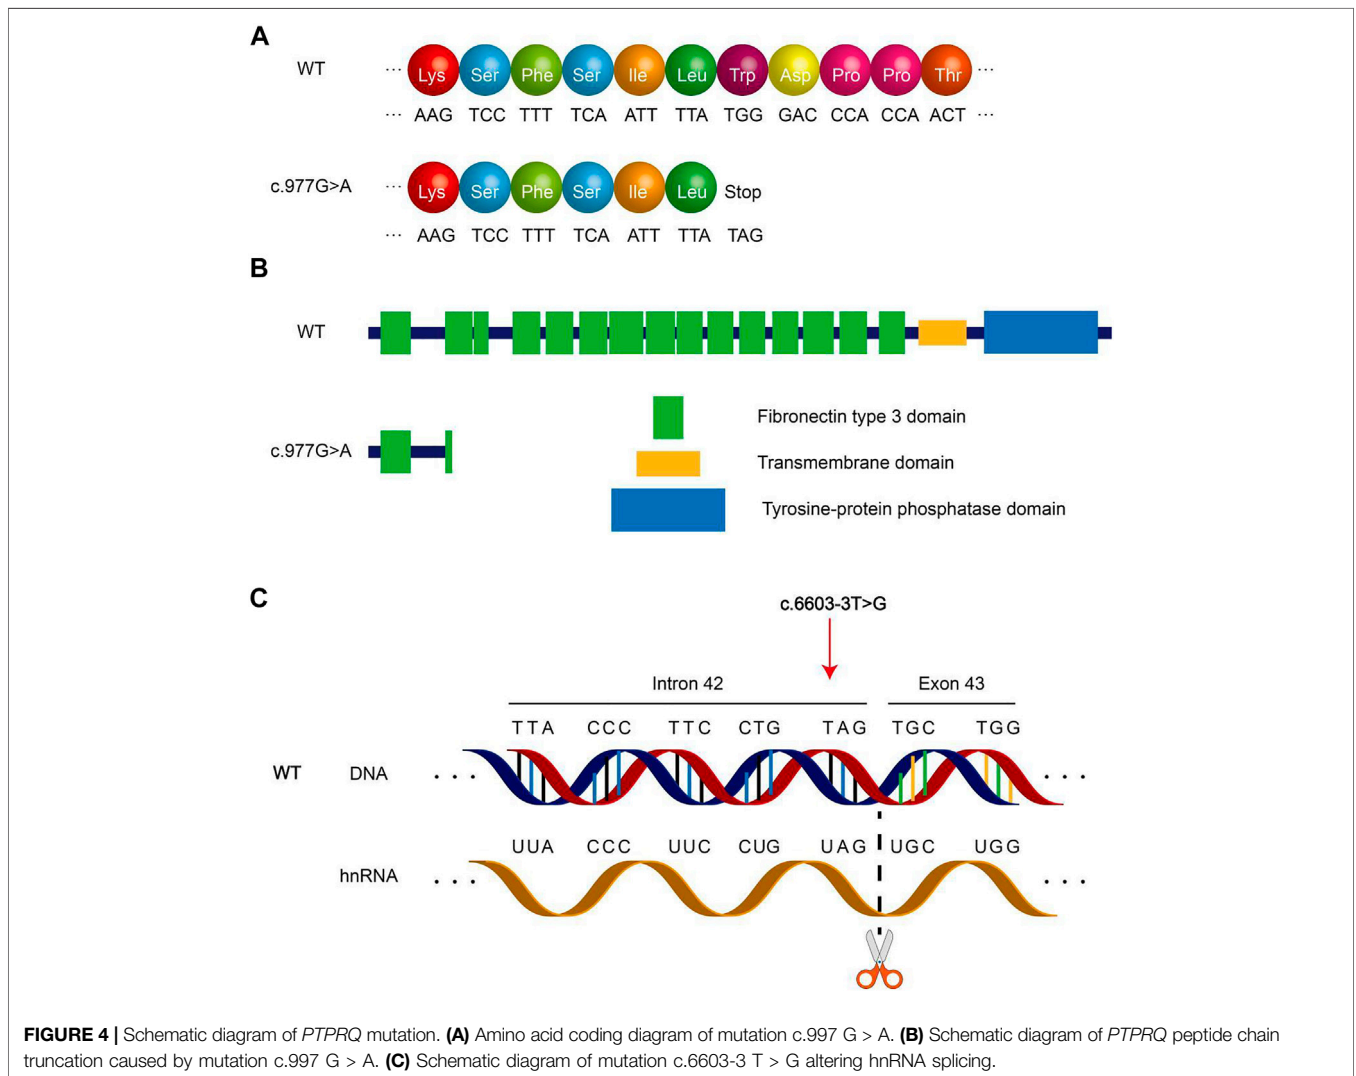 A
WT ··· Lys Ser Phe Ser Ile Leu Trp Asp Pro Pro Thr ···
··· AAG TCC TTT TCA ATT TTA TGG GAC CCA CCA ACT ···
c.977G>A ··· Lys Ser Phe Ser Ile Leu Stop
··· AAG TCC TTT TCA ATT TTA TAG
B
WT
c.977G>A
Fibronectin type 3 domain
Transmembrane domain
Tyrosine-protein phosphatase domain
C
c.6603-3T>G
Intron 42 Exon 43
TTA CCC TTC CTG TAG TGC TGG
WT DNA ··· ···
UUA CCC UUC CUG UAG UGC UGG
hnRNA ··· ···
FIGURE 4 | Schematic diagram of PTPRQ mutation. (A) Amino acid coding diagram of mutation c.997 G > A. (B) Schematic diagram of PTPRQ peptide chain
truncation caused by mutation c.997 G > A. (C) Schematic diagram of mutation c.6603-3 T > G altering hnRNA splicing.